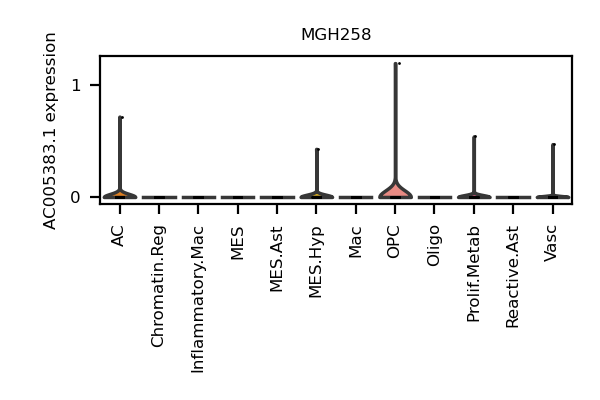 MGH258
AC005383.1 expression
1
0
AC
Chromatin.Reg
Inflammatory.Mac
MES
MES.Ast
MES.Hyp
Mac
OPC
Oligo
Prolif.Metab
Reactive.Ast
Vasc